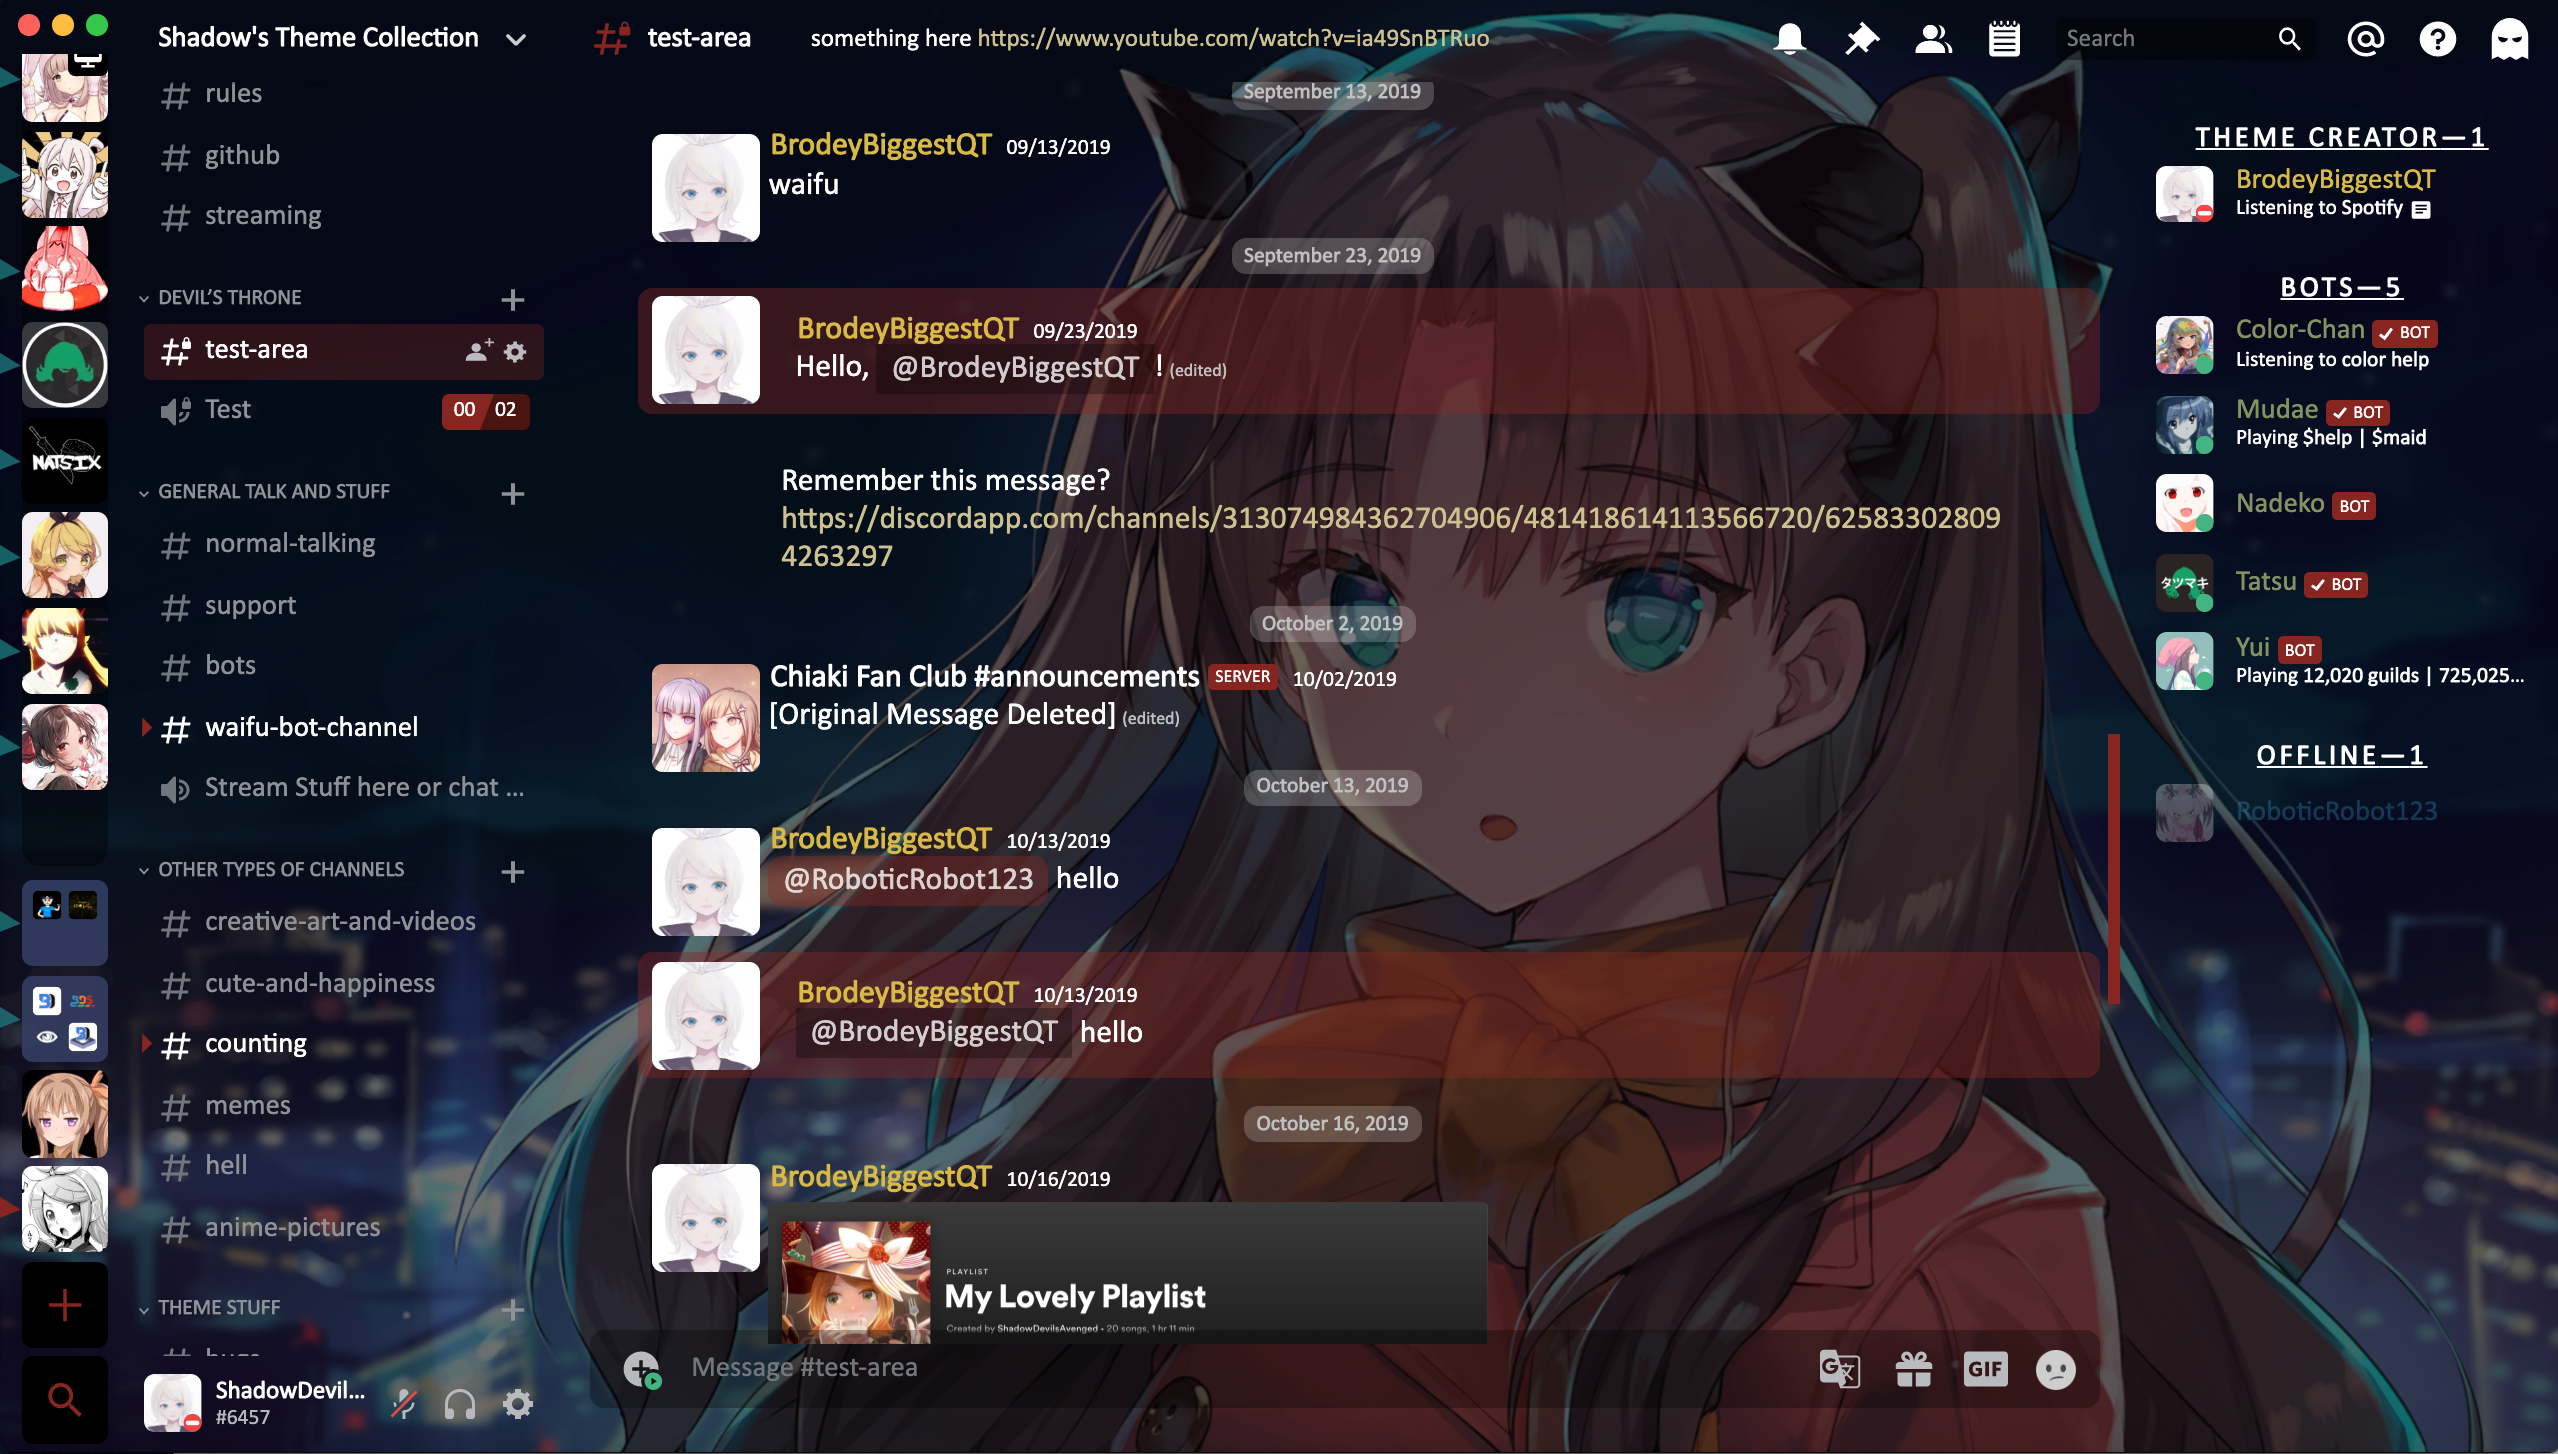 Shadow's Theme Collection
test-area
something here https://www.youtube.com/watch?v=ia49SnBTRuo
Search
rules
github
streaming
DEVIL'S THRONE
test-area
Test
00 02
NATSIX
GENERAL TALK AND STUFF
normal-talking
support
bots
waifu-bot-channel
Stream Stuff here or chat ...
OTHER TYPES OF CHANNELS
creative-art-and-videos
cute-and-happiness
counting
memes
hell
anime-pictures
THEME STUFF
ShadowDevil...
#6457
September 13, 2019
BrodeyBiggestQT 09/13/2019
waifu
September 23, 2019
BrodeyBiggestQT 09/23/2019
Hello, @BrodeyBiggestQT ! (edited)
Remember this message?
https://discordapp.com/channels/313074984362704906/481418614113566720/62583302809
4263297
October 2, 2019
Chiaki Fan Club #announcements SERVER 10/02/2019
[Original Message Deleted] (edited)
October 13, 2019
BrodeyBiggestQT 10/13/2019
@RoboticRobot123 hello
BrodeyBiggestQT 10/13/2019
@BrodeyBiggestQT hello
October 16, 2019
BrodeyBiggestQT 10/16/2019
PLAYLIST
My Lovely Playlist
Created by ShadowDevilsAvenged • 20 songs, 1 hr 11 min
Message #test-area
GIF
THEME CREATOR—1
BrodeyBiggestQT
Listening to Spotify
BOTS—5
Color-Chan BOT
Listening to color help
Mudae BOT
Playing $help | $maid
Nadeko BOT
タツマキ
Tatsu BOT
Yui BOT
Playing 12,020 guilds | 725,025...
OFFLINE—1
RoboticRobot123